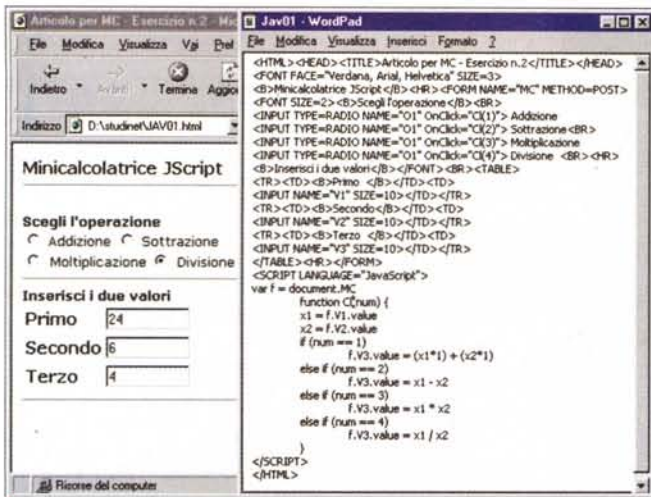 Articolo per MC - Esercizio n.2 - Mic
File Modifica Visualizza Vai Pref
Indietro Avanti Termina Aggior
Indirizzo D:\studinet\JAV01.html
Minicalcolatrice JScript
Scegli l'operazione
Addizione Sottrazione
Moltiplicazione Divisione
Inserisci i due valori
Primo 24
Secondo 6
Terzo 4
Risorse del computer
Jav01 - WordPad
File Modifica Visualizza Inserisci Formato ?
<HTML><HEAD><TITLE>Articolo per MC - Esercizio n.2</TITLE></HEAD>
<FONT FACE="Verdana, Arial, Helvetica" SIZE=3>
<B>Minicalcolatrice JScript</B><HR><FORM NAME="MC" METHOD=POST>
<FONT SIZE=2><B>Scegli l'operazione</B><BR>
<INPUT TYPE=RADIO NAME="O1" OnClick="Cl(1)"> Addizione
<INPUT TYPE=RADIO NAME="O1" OnClick="Cl(2)"> Sottrazione<BR>
<INPUT TYPE=RADIO NAME="O1" OnClick="Cl(3)"> Moltiplicazione
<INPUT TYPE=RADIO NAME="O1" OnClick="Cl(4)"> Divisione <BR><HR>
<B>Inserisci i due valori</B></FONT><BR><TABLE>
<TR><TD><B>Primo </B></TD><TD>
<INPUT NAME="V1" SIZE=10></TD></TR>
<TR><TD><B>Secondo</B></TD><TD>
<INPUT NAME="V2" SIZE=10></TD></TR>
<TR><TD><B>Terzo </B></TD><TD>
<INPUT NAME="V3" SIZE=10></TD></TR>
</TABLE><HR></FORM>
<SCRIPT LANGUAGE="JavaScript">
var f = document.MC
function Cl(num) {
x1 = f.V1.value
x2 = f.V2.value
if (num == 1)
f.V3.value = (x1*1) + (x2*1)
else if (num == 2)
f.V3.value = x1 - x2
else if (num == 3)
f.V3.value = x1 * x2
else if (num == 4)
f.V3.value = x1 / x2
}
</SCRIPT>
</HTML>